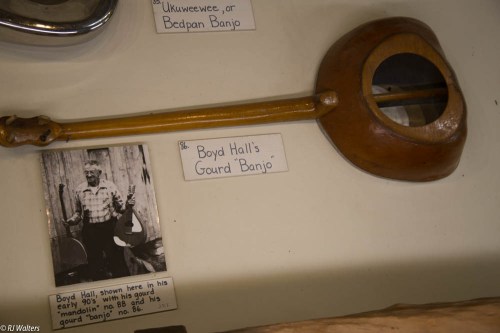 Ukuweewee, or
Bedpan Banjo
86.
Boyd Hall's
Gourd "Banjo"
Boyd Hall, shown here in his
early 90's with his gourd
"mandolin" no. 88 and his
gourd "banjo" no. 86.
© RJ Walters